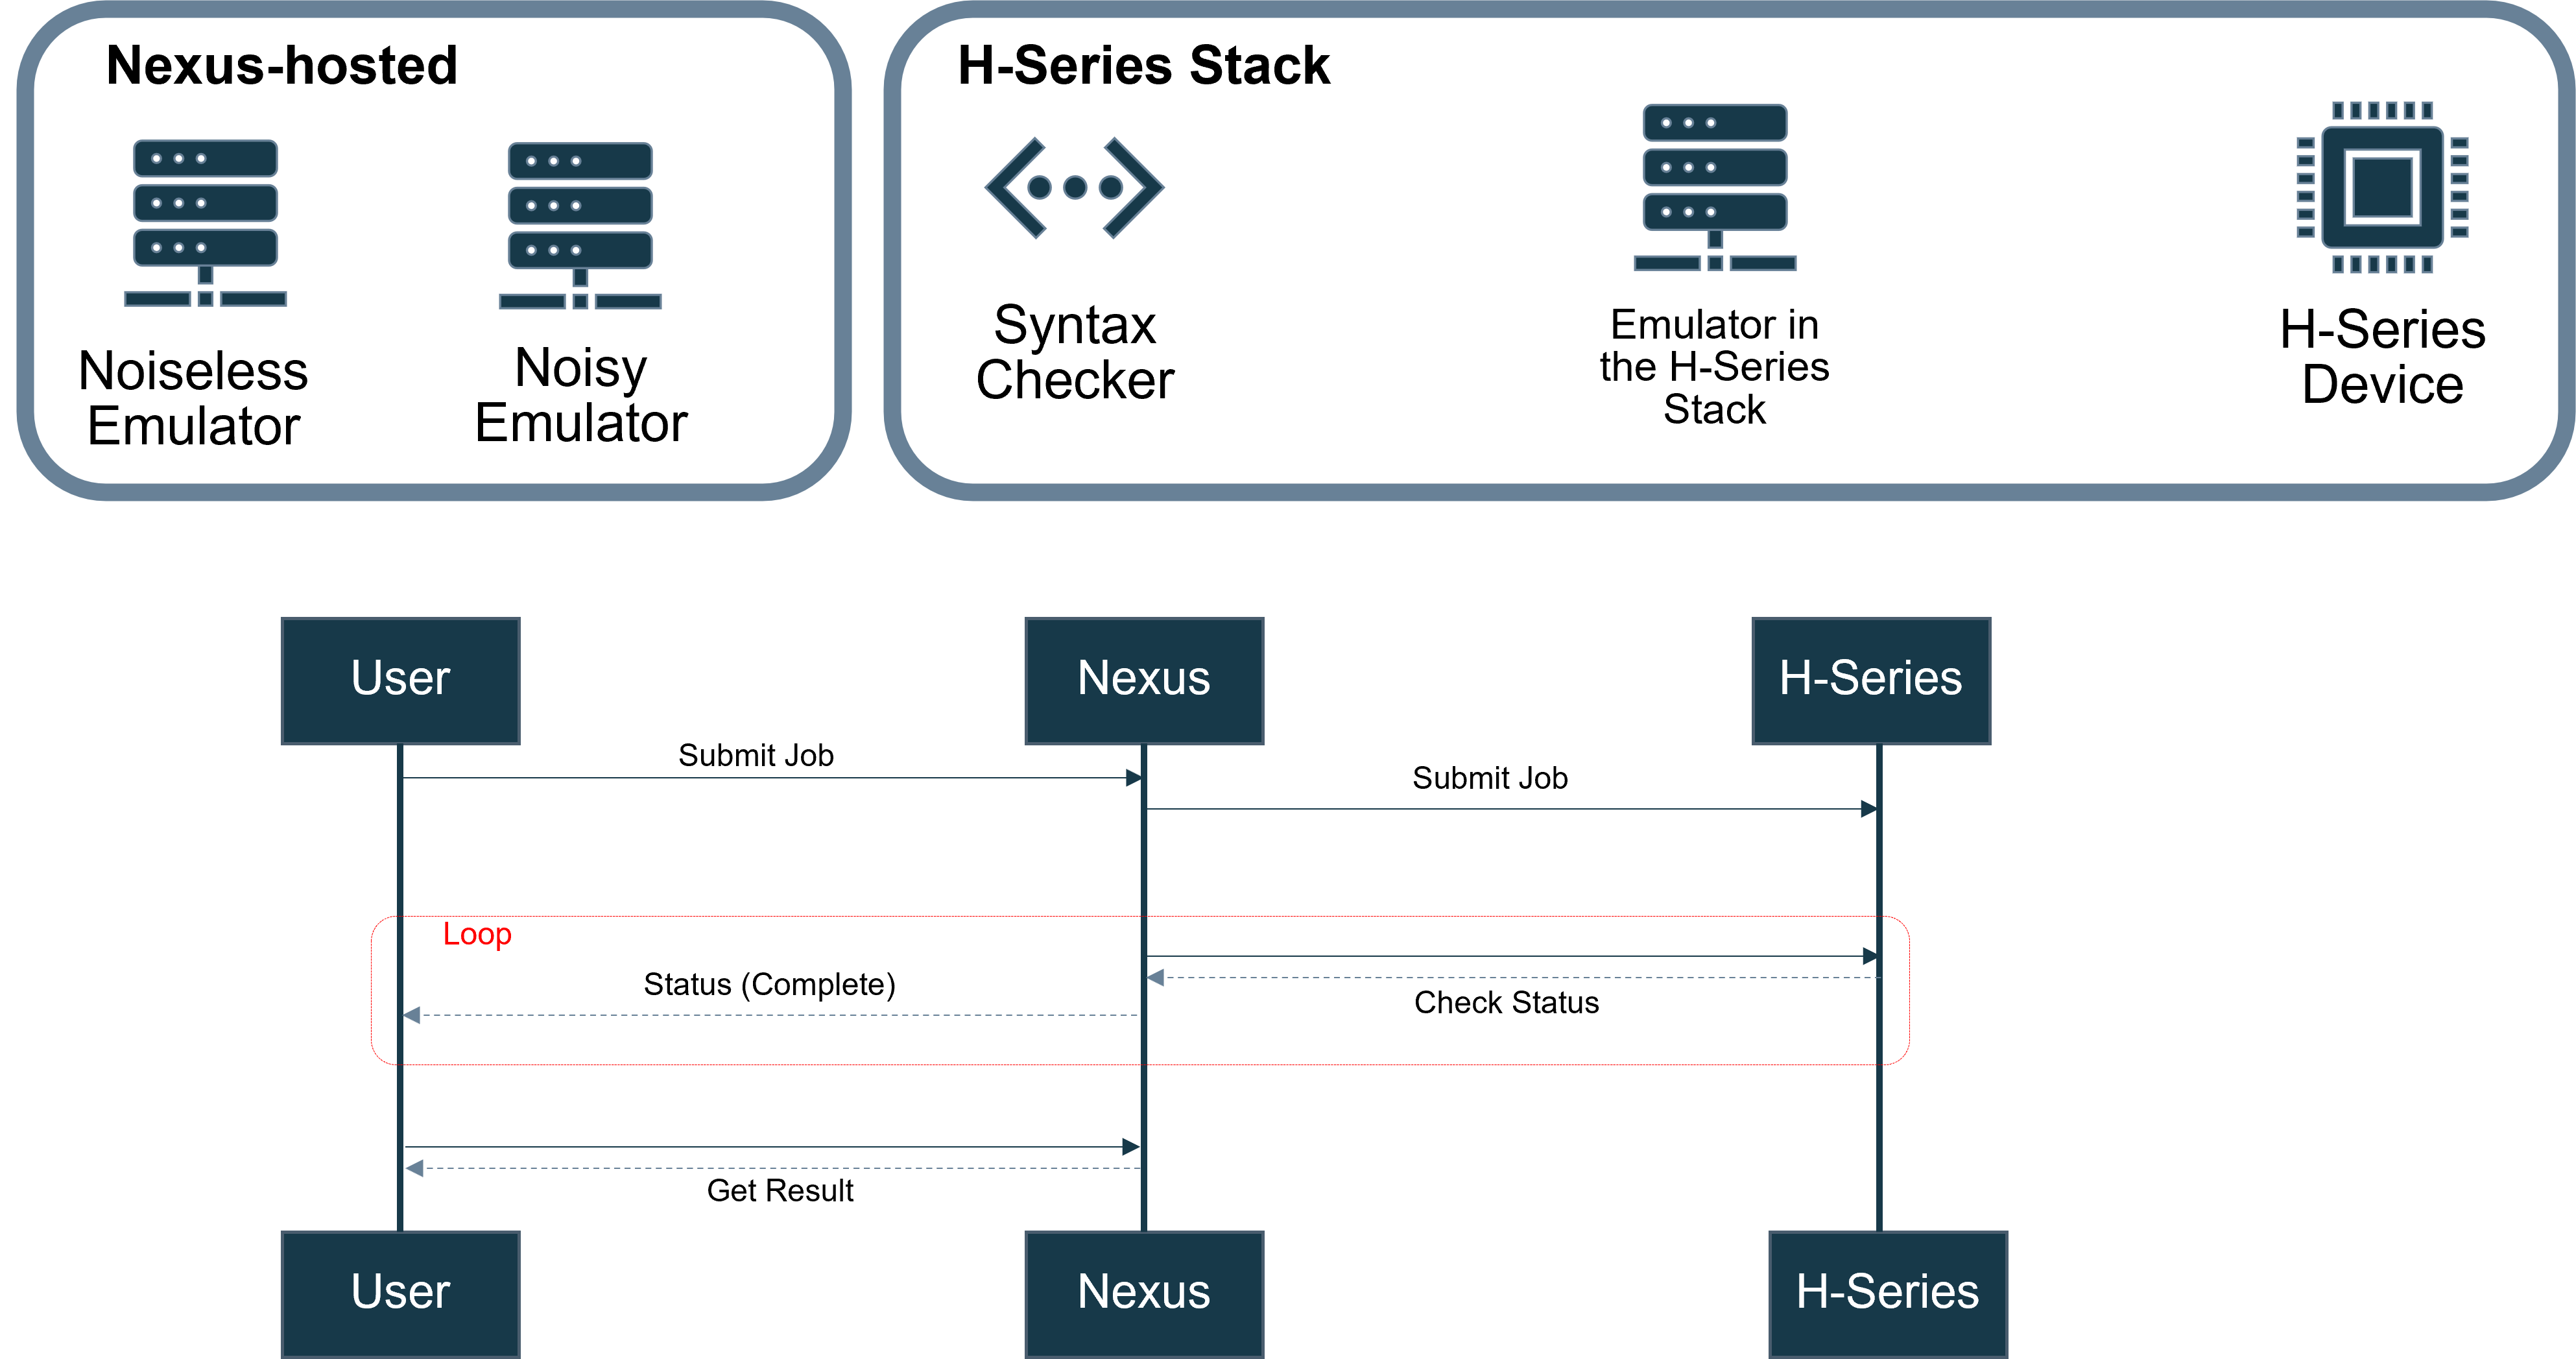 Nexus-hosted
Noiseless
Emulator
Noisy
Emulator
H-Series Stack
Syntax
Checker
Emulator in
the H-Series
Stack
H-Series
Device
User
Nexus
H-Series
Submit Job
Submit Job
Loop
Status (Complete)
Check Status
Get Result
User
Nexus
H-Series